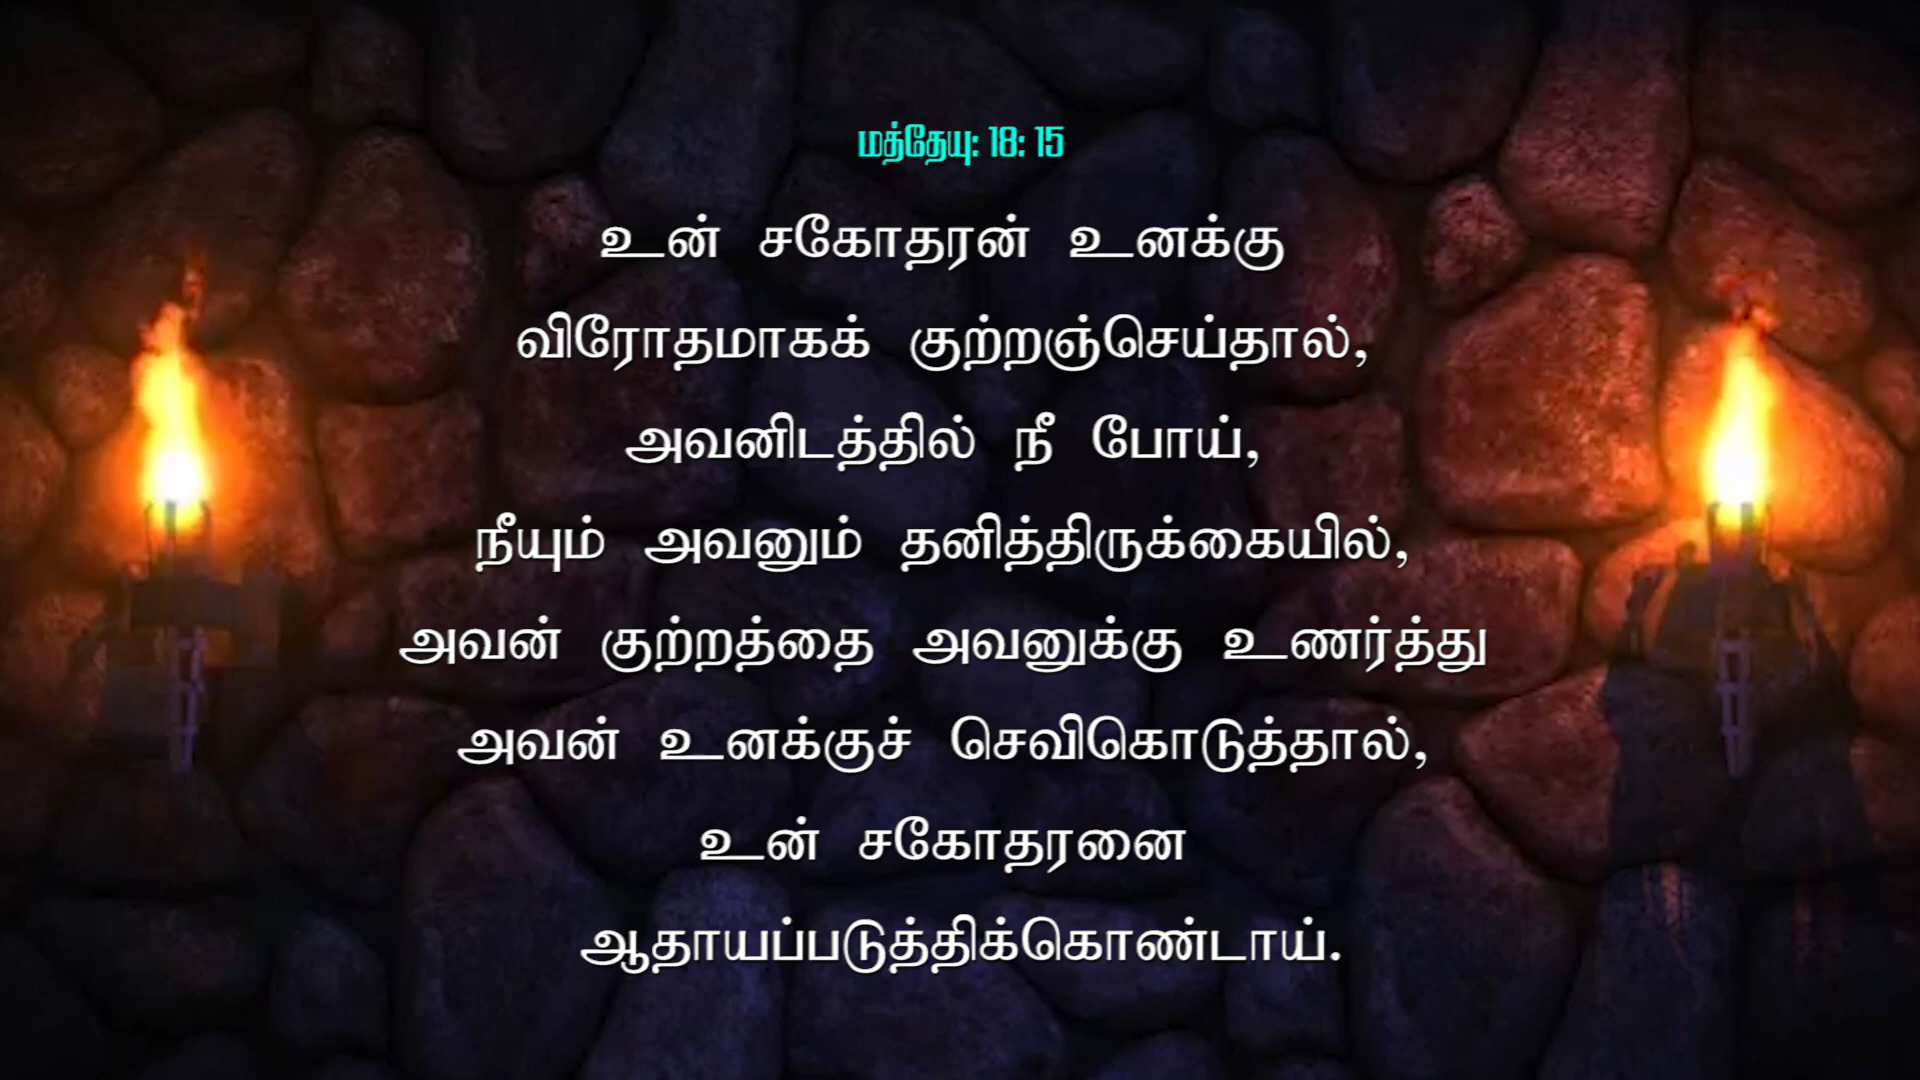 மத்தேயு: 18: 15
உன் சகோதரன் உனக்கு
விரோதமாகக் குற்றஞ்செய்தால்,
அவனிடத்தில் நீ போய்,
நீயும் அவனும் தனித்திருக்கையில்,
அவன் குற்றத்தை அவனுக்கு உணர்த்து
அவன் உனக்குச் செவிகொடுத்தால்,
உன் சகோதரனை
ஆதாயப்படுத்திக்கொண்டாய்.